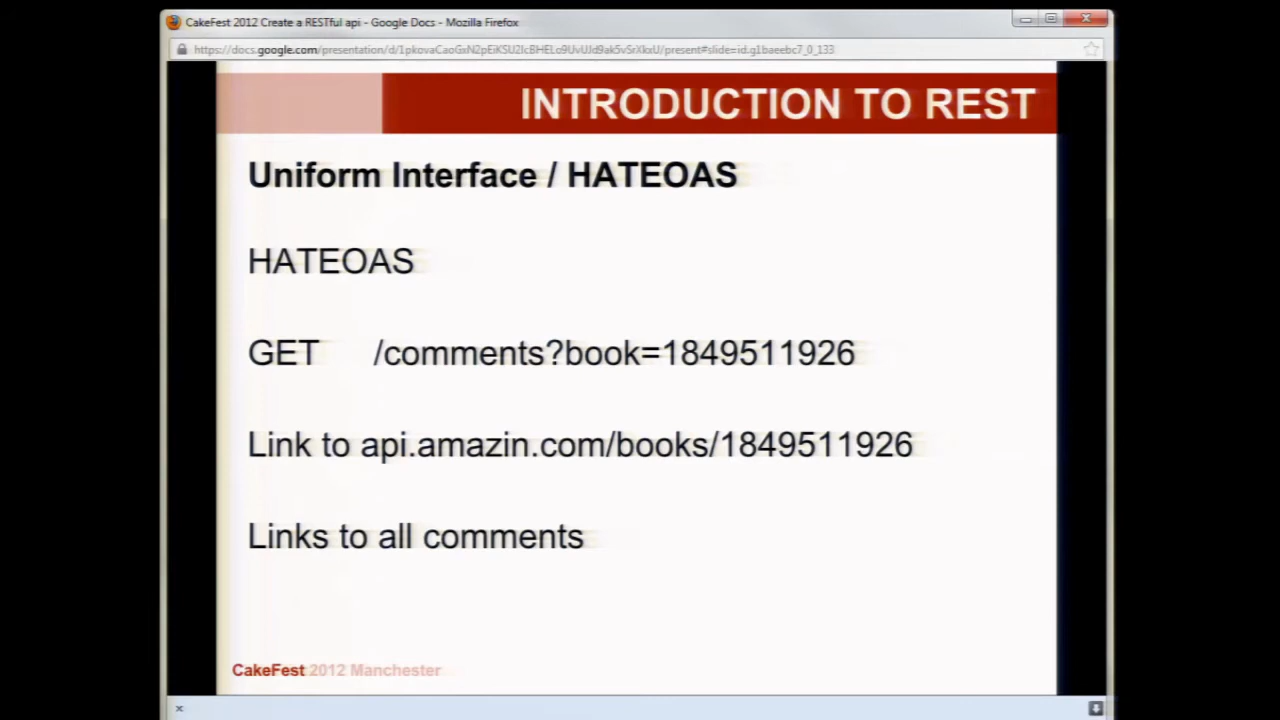 CakeFest 2012 Create a RESTful api - Google Docs - Mozilla Firefox
INTRODUCTION TO REST
Uniform Interface / HATEOAS
HATEOAS
GET /comments?book=1849511926
Link to api.amazin.com/books/1849511926
Links to all comments
CakeFest 2012 Manchester